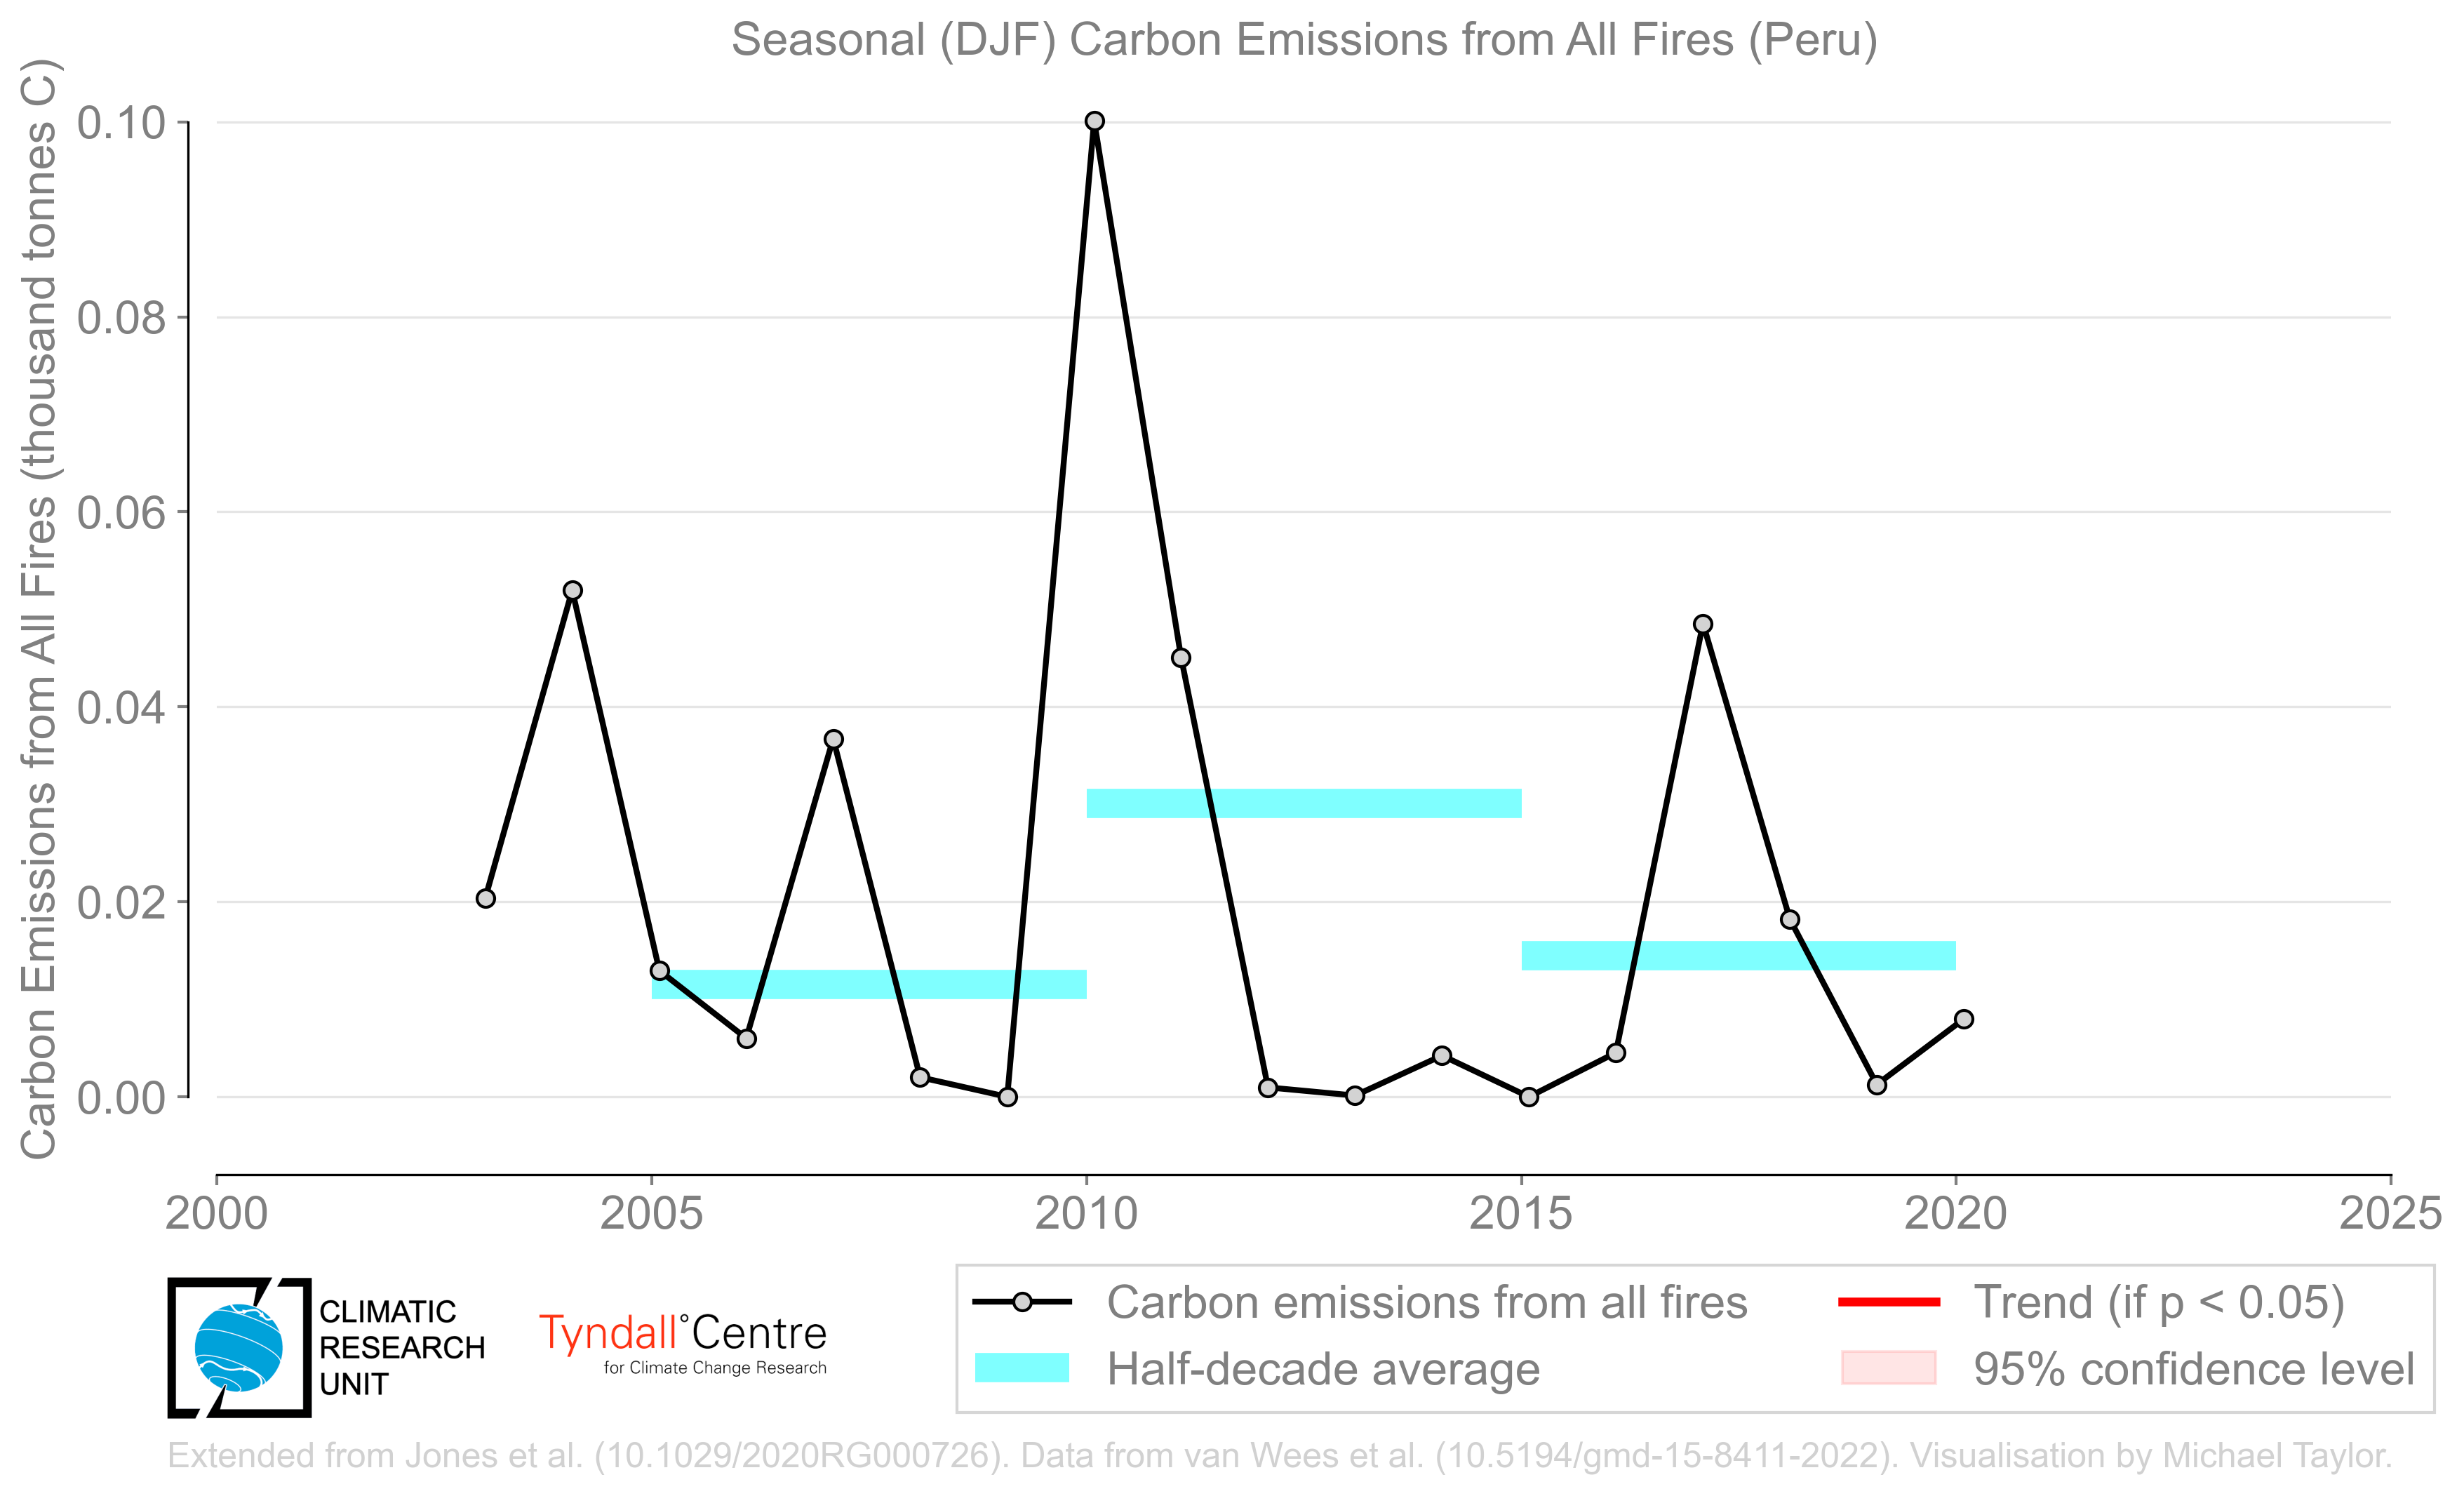 Seasonal (DJF) Carbon Emissions from All Fires (Peru)
Carbon Emissions from All Fires (thousand tonnes C)
0.10
0.08
0.06
0.04
0.02
0.00
2000 2005 2010 2015 2020 2025
CLIMATIC
RESEARCH
UNIT
Tyndall°Centre
for Climate Change Research
Carbon emissions from all fires
Half-decade average
Trend (if p < 0.05)
95% confidence level
Extended from Jones et al. (10.1029/2020RG000726). Data from van Wees et al. (10.5194/gmd-15-8411-2022). Visualisation by Michael Taylor.